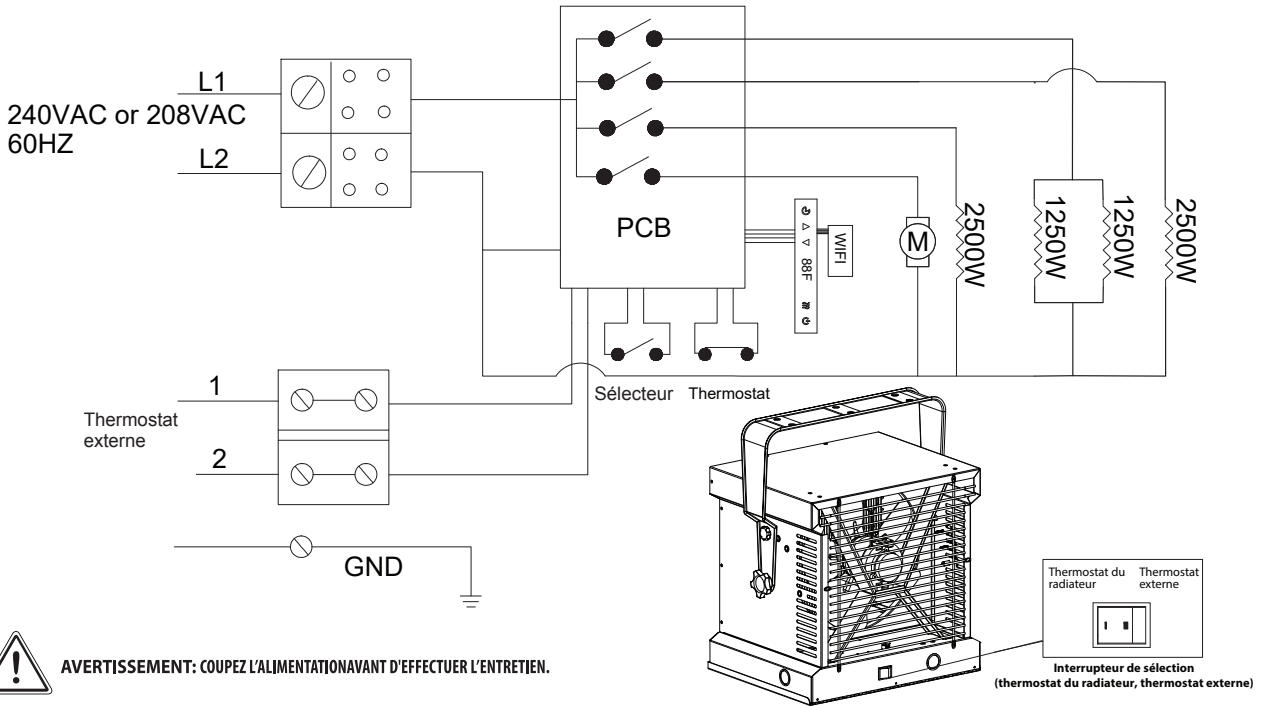 L1
240VAC or 208VAC
60HZ
L2
PCB
WIFI
88F
M
2500W
1250W
1250W
2500W
Sélecteur Thermostat
1
Thermostat
externe
2
GND
Thermostat du
radiateur
Thermostat
externe
I II
Interrupteur de sélection
(thermostat du radiateur, thermostat externe)
AVERTISSEMENT: COUPEZ L'ALIMENTATIONAVANT D'EFFECTUER L'ENTRETIEN.